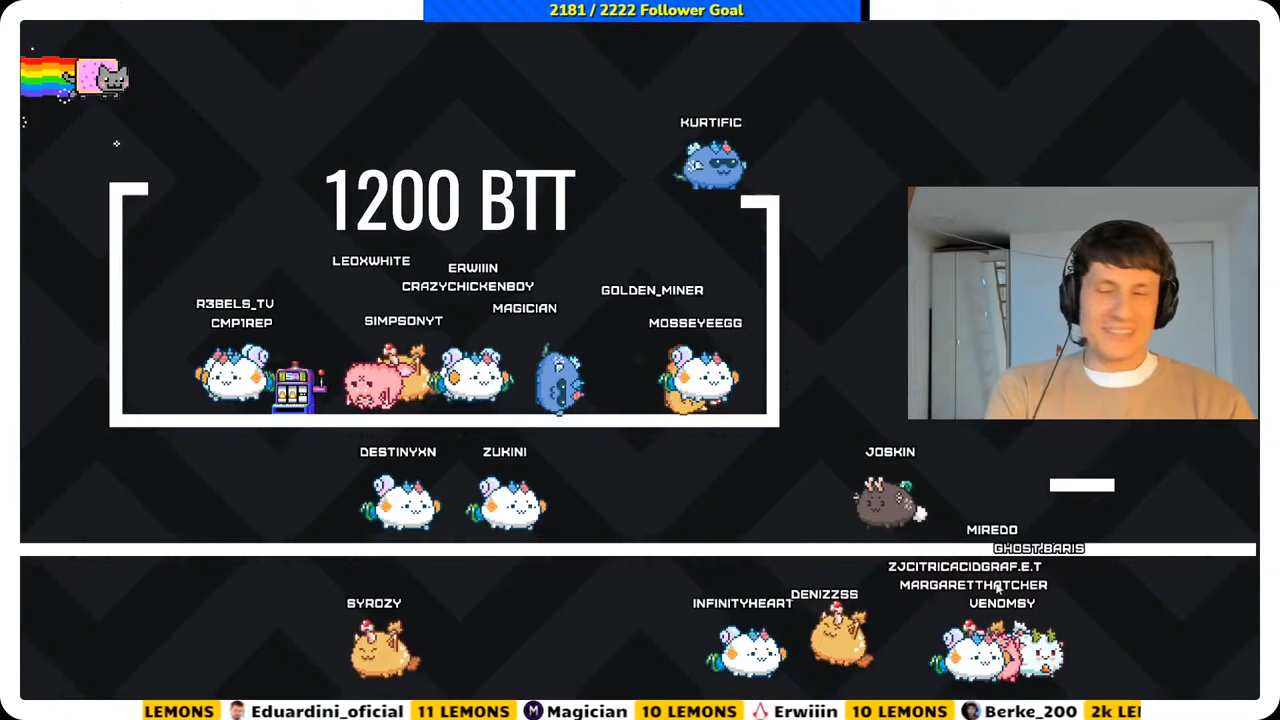 2181 / 2222 Follower Goal
KURTIFIC
1200 BTT
LEOXWHITE
ERWIIIN
CRAZYCHICKENBOY
GOLDEN_MINER
R3BELS_TV
MAGICIAN
CMP1REP
SIMPSONYT
MOSSEYEEGG
DESTINYXN
ZUKINI
JOSKIN
MIREDO
GHOST.BARIS
ZJCITRICACIDGRAF.E.T
MARGARETTHATCHER
DENIZZSS
SYROZY
INFINITYHEART
VENOMSY
LEMONS Eduardini_oficial 11 LEMONS Magician 10 LEMONS Erwiiin 10 LEMONS Berke_200 2k LEI